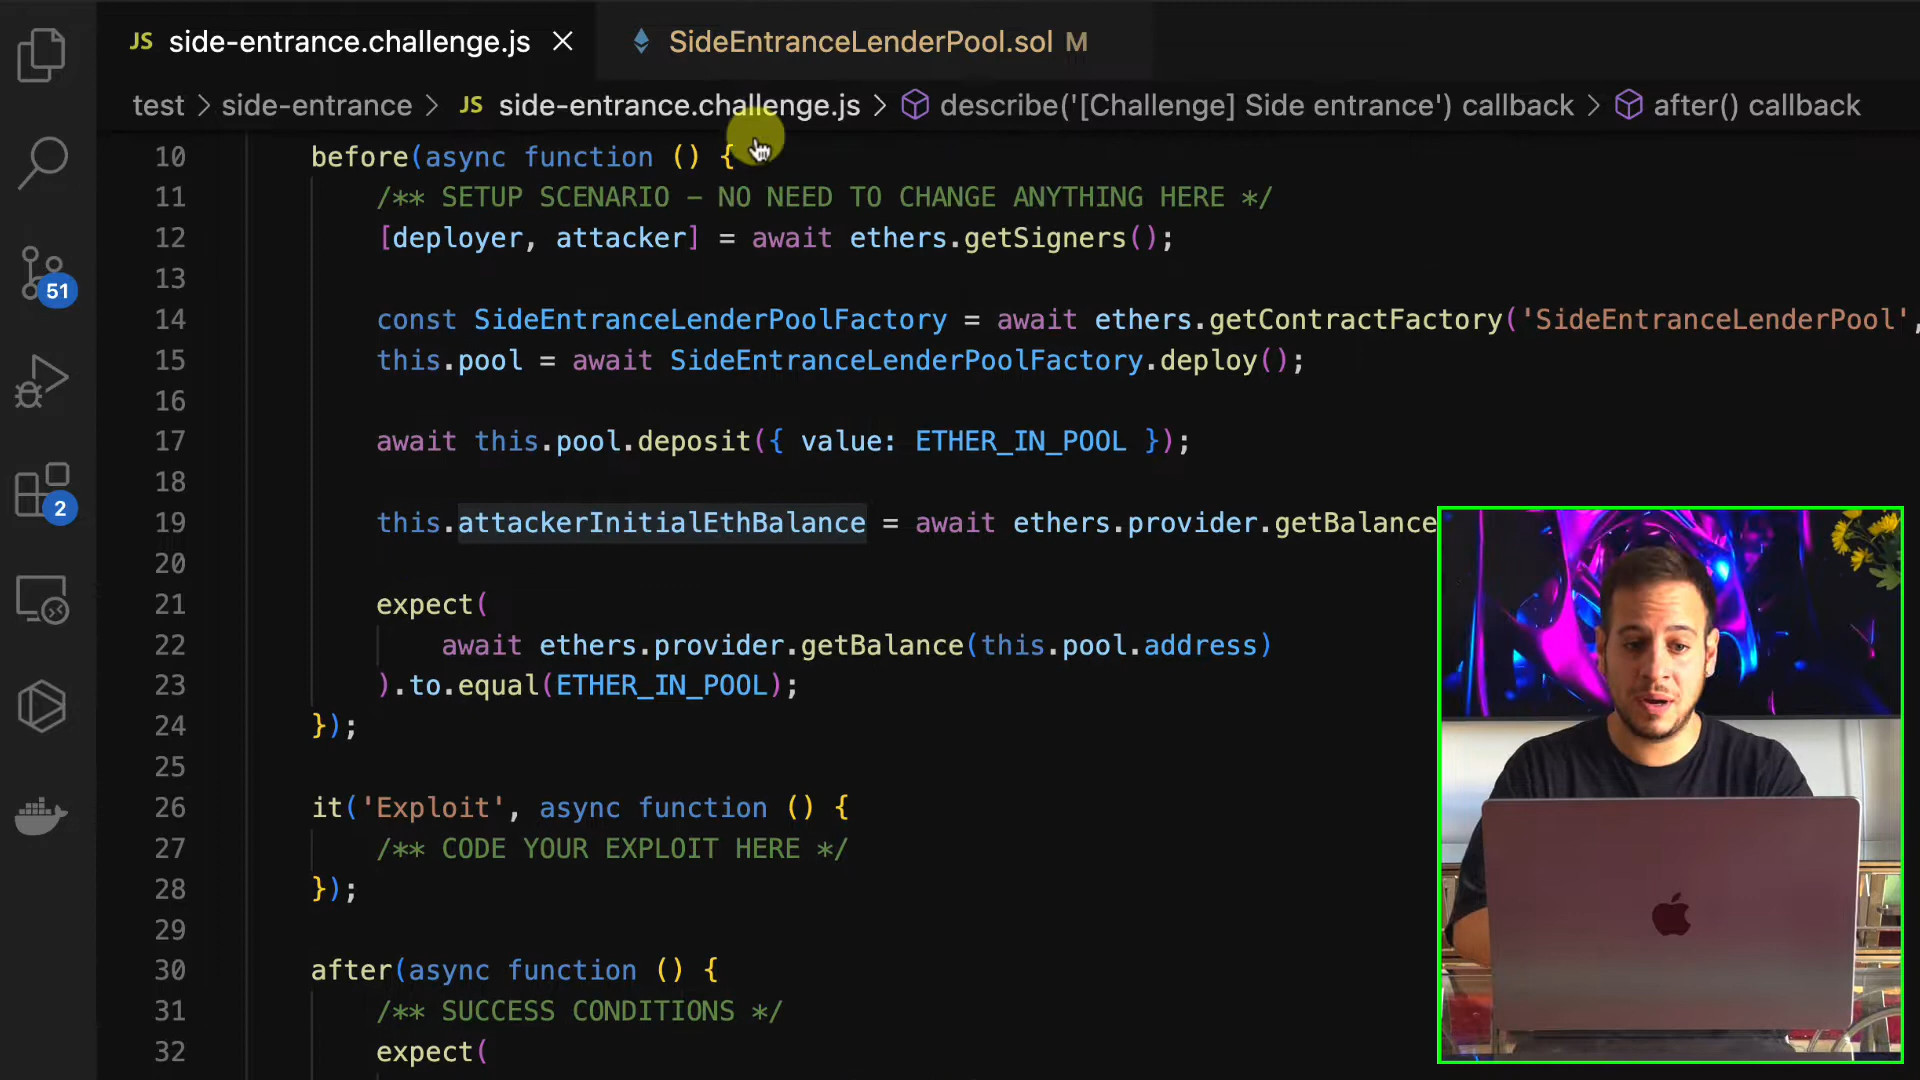 JS side-entrance.challenge.js SideEntranceLenderPool.sol M
test > side-entrance > JS side-entrance.challenge.js > describe('[Challenge] Side entrance') callback > after() callback
10 before(async function () {
11 /** SETUP SCENARIO - NO NEED TO CHANGE ANYTHING HERE */
12 [deployer, attacker] = await ethers.getSigners();
13
14 const SideEntranceLenderPoolFactory = await ethers.getContractFactory('SideEntranceLenderPool',
15 this.pool = await SideEntranceLenderPoolFactory.deploy();
16
17 await this.pool.deposit({ value: ETHER_IN_POOL });
18
19 this.attackerInitialEthBalance = await ethers.provider.getBalance
20
21 expect(
22 await ethers.provider.getBalance(this.pool.address)
23 ).to.equal(ETHER_IN_POOL);
24 });
25
26 it('Exploit', async function () {
27 /** CODE YOUR EXPLOIT HERE */
28 });
29
30 after(async function () {
31 /** SUCCESS CONDITIONS */
32 expect(
51
2